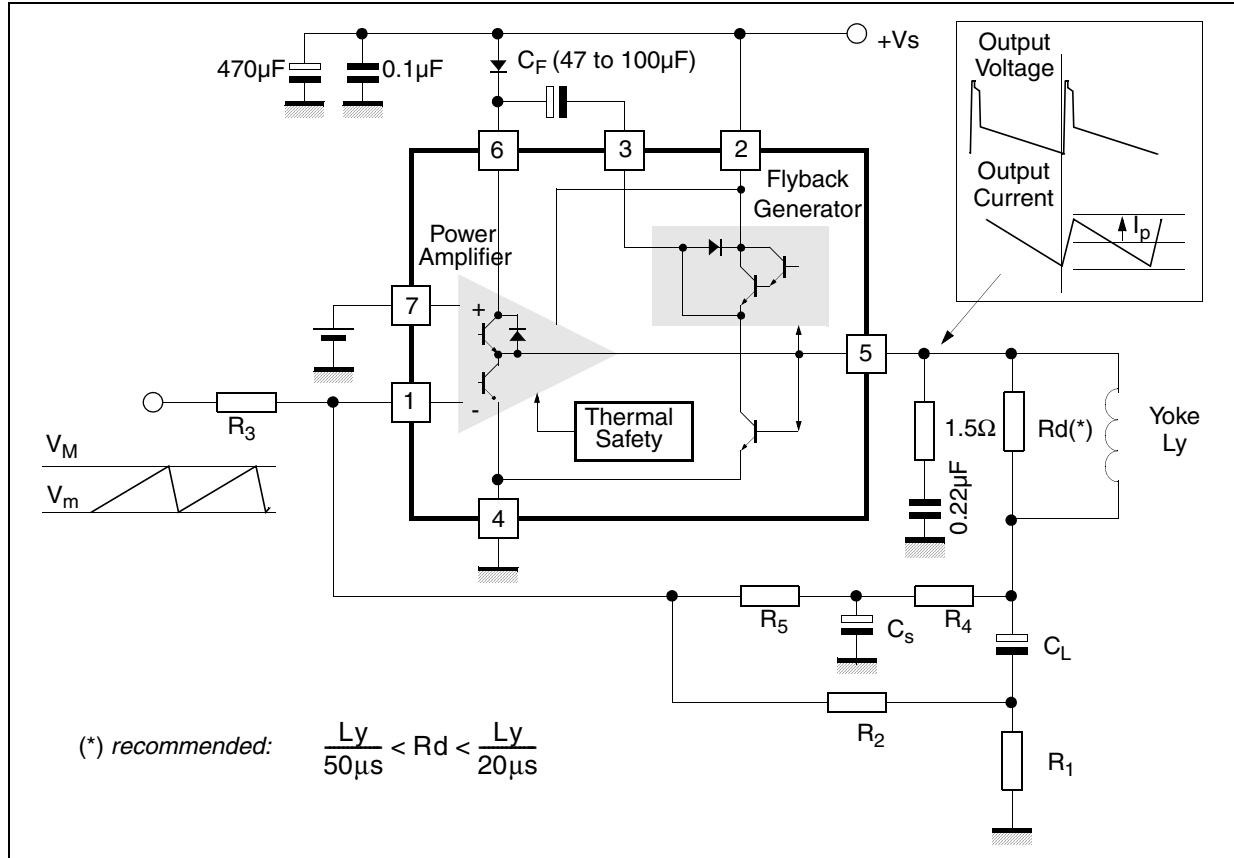 +Vs
470µF
0.1µF
C_F (47 to 100µF)
Output
Voltage
Output
Current
I_p
6
3
2
Flyback
Generator
Power
Amplifier
7
+
1
-
5
Thermal
Safety
R_3
V_M
V_m
4
1.5Ω
0.22µF
Rd(*)
Yoke
Ly
R_5
C_s
R_4
C_L
R_2
R_1
(*) recommended: Ly/50µs < Rd < Ly/20µs